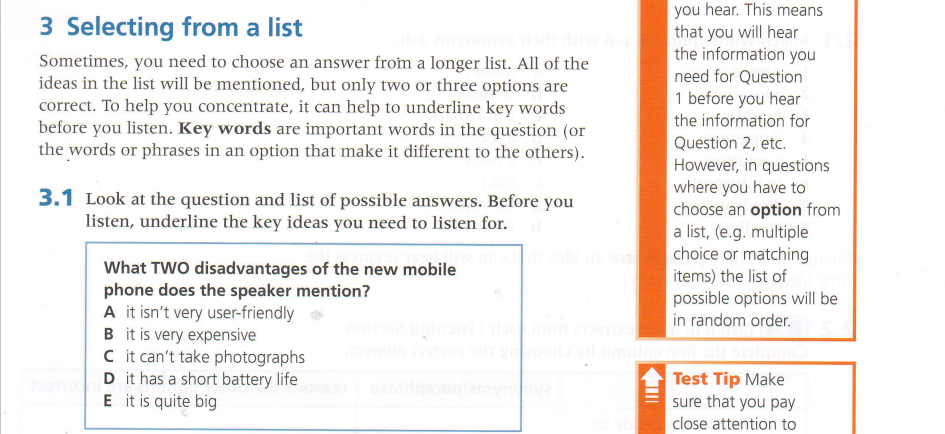 3 Selecting from a list
Sometimes, you need to choose an answer from a longer list. All of the
ideas in the list will be mentioned, but only two or three options are
correct. To help you concentrate, it can help to underline key words
before you listen. Key words are important words in the question (or
the words or phrases in an option that make it different to the others).
3.1 Look at the question and list of possible answers. Before you
listen, underline the key ideas you need to listen for.
What TWO disadvantages of the new mobile
phone does the speaker mention?
A it isn't very user-friendly
B it is very expensive
C it can't take photographs
D it has a short battery life
E it is quite big
you hear. This means
that you will hear
the information you
need for Question
1 before you hear
the information for
Question 2, etc.
However, in questions
where you have to
choose an option from
a list, (e.g. multiple
choice or matching
items) the list of
possible options will be
in random order.
Test Tip Make
sure that you pay
close attention to